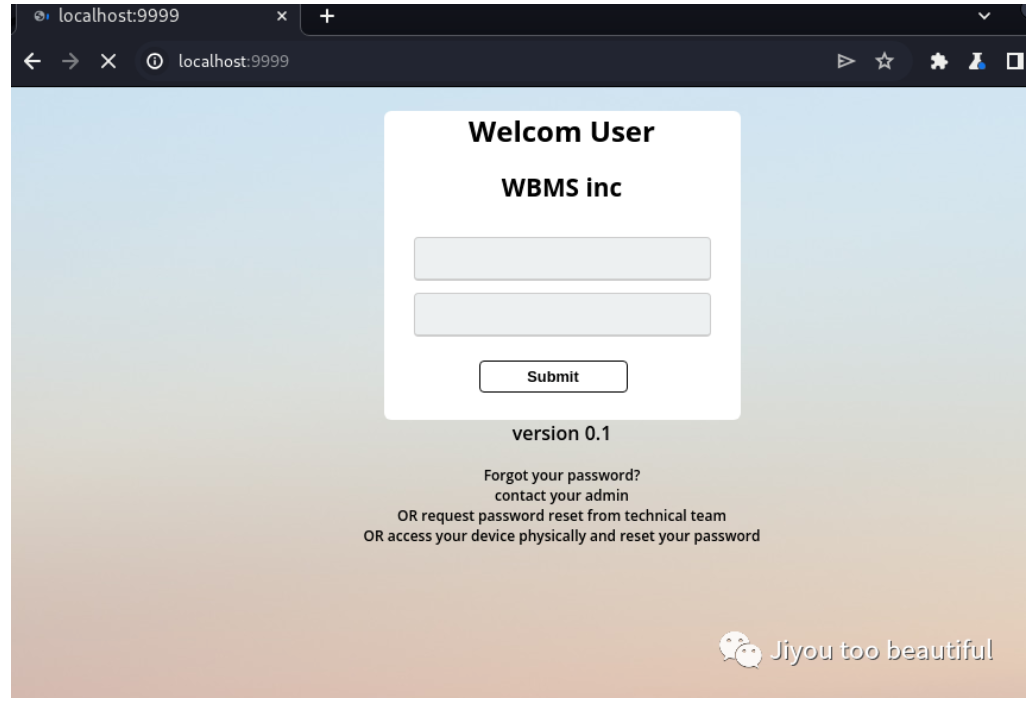 localhost:9999
localhost:9999
Welcom User
WBMS inc
Submit
version 0.1
Forgot your password?
contact your admin
OR request password reset from technical team
OR access your device physically and reset your password
Jiyou too beautiful